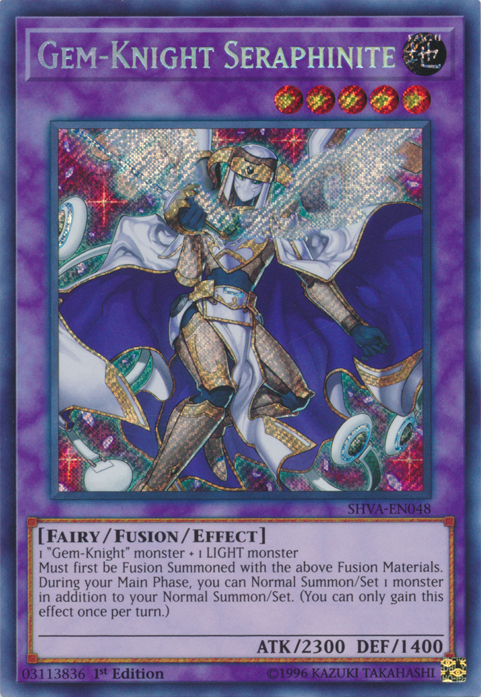 GEM-KNIGHT SERAPHINITE
EARTH
地
SHVA-EN048
[FAIRY/FUSION/EFFECT]
1 "Gem-Knight" monster + 1 LIGHT monster
Must first be Fusion Summoned with the above Fusion Materials.
During your Main Phase, you can Normal Summon/Set 1 monster
in addition to your Normal Summon/Set. (You can only gain this
effect once per turn.)
ATK/2300 DEF/1400
03113836 1st Edition ©1996 KAZUKI TAKAHASHI